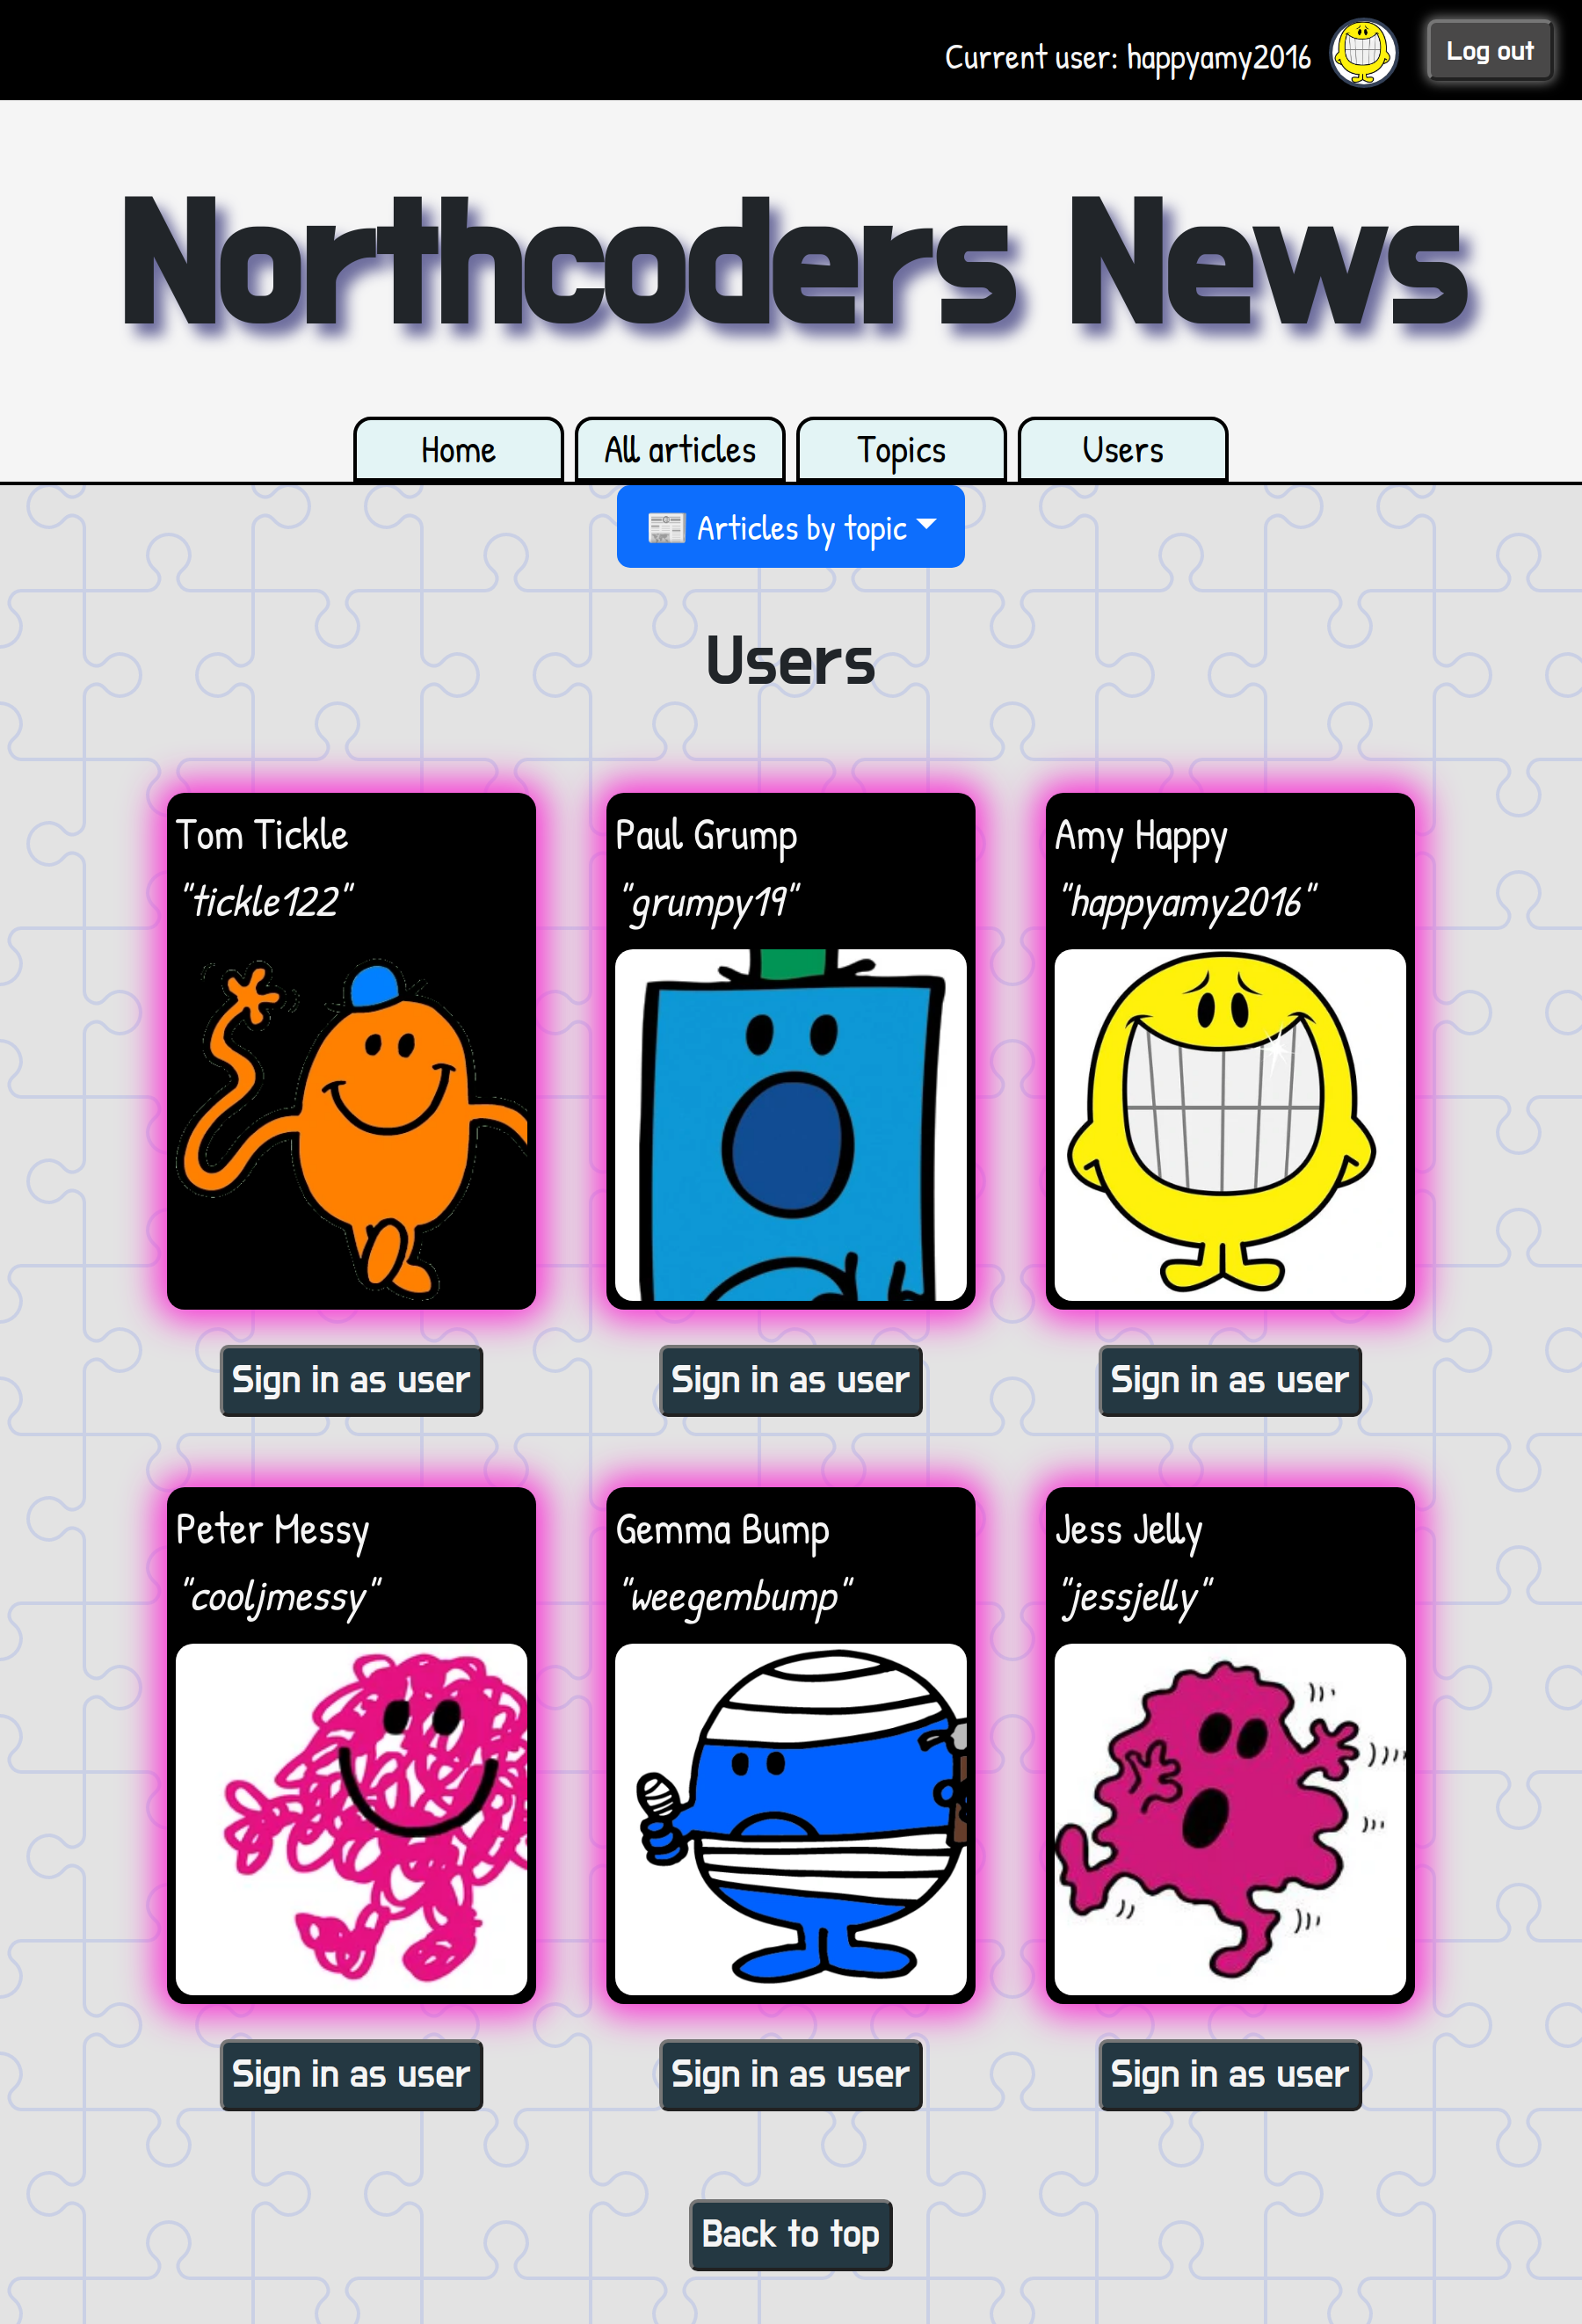 Current user: happyamy2016
Log out
Northcoders News
Home
All articles
Topics
Users
Articles by topic
Users
Tom Tickle
"tickle122"
Paul Grump
"grumpy19"
Amy Happy
"happyamy2016"
Sign in as user
Sign in as user
Sign in as user
Peter Messy
"cooljmessy"
Gemma Bump
"weegembump"
Jess Jelly
"jessjelly"
Sign in as user
Sign in as user
Sign in as user
Back to top